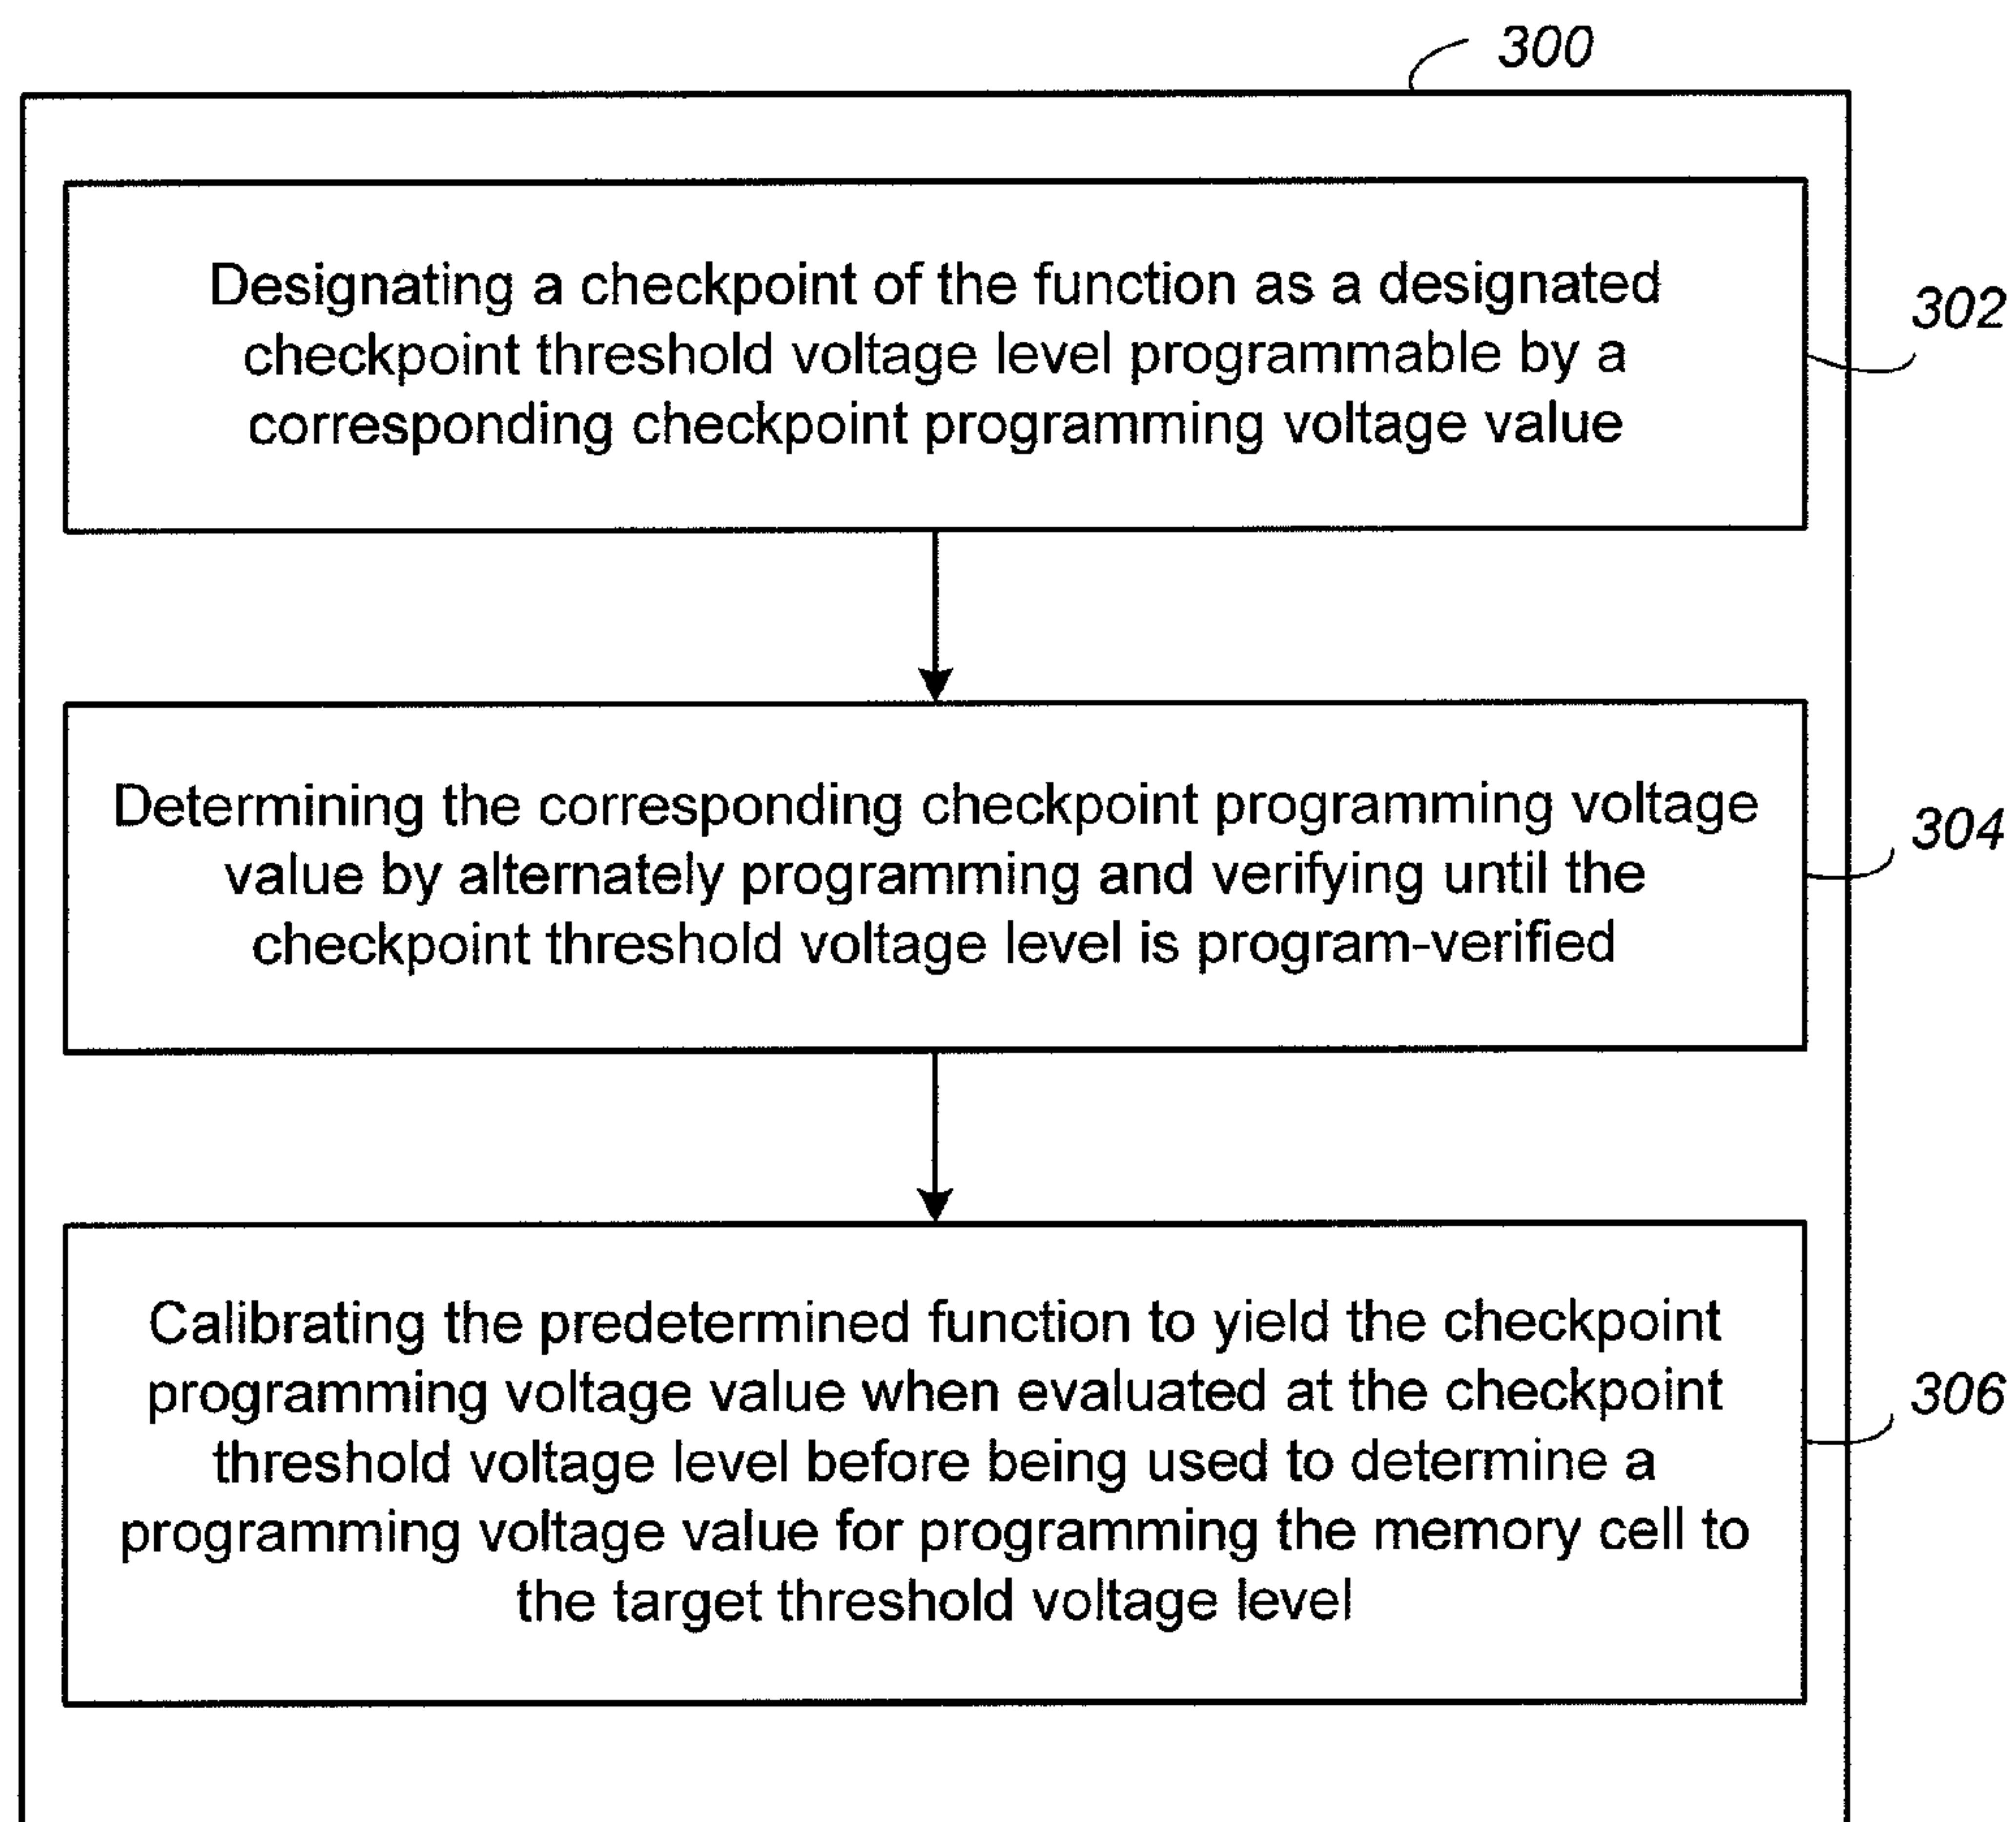 300
Designating a checkpoint of the function as a designated
checkpoint threshold voltage level programmable by a
corresponding checkpoint programming voltage value
302
Determining the corresponding checkpoint programming voltage
value by alternately programming and verifying until the
checkpoint threshold voltage level is program-verified
304
Calibrating the predetermined function to yield the checkpoint
programming voltage value when evaluated at the checkpoint
threshold voltage level before being used to determine a
programming voltage value for programming the memory cell to
the target threshold voltage level
306